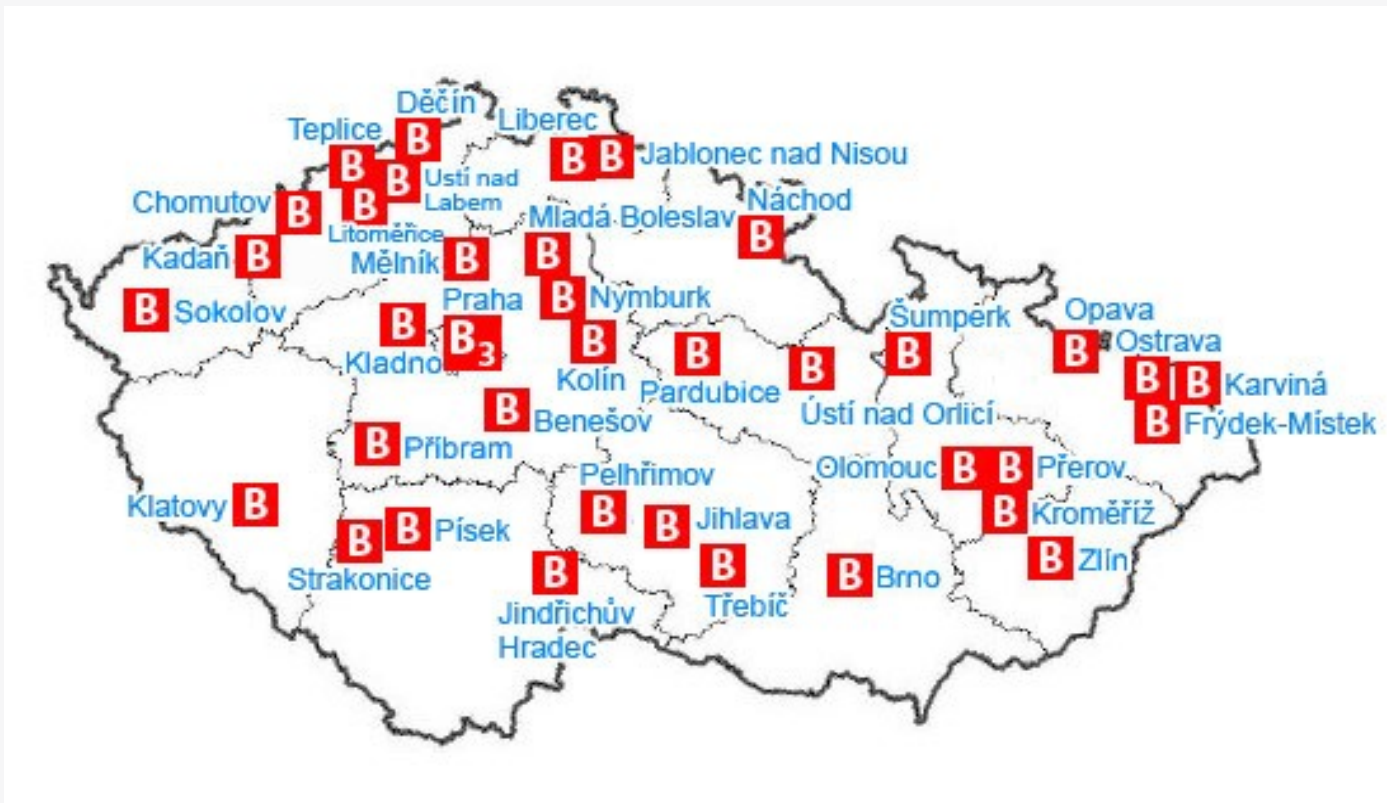 Děčín
B
Teplice
B
Liberec
B
B
Jablonec nad Nisou
B
Ustí nad
Labem
B
Litoměřice
Chomutov
B
Kadaň
B
Mělník
B
Mladá Boleslav
B
Náchod
B
Sokolov
B
Nymburk
B
Praha
B3
Kladno
B
Kolín
B
Pardubice
B
Ústí nad Orlicí
B
Šumperk
B
Opava
B
Ostrava
B
B
Karviná
B
Frýdek-Místek
Benešov
B
Příbram
B
Klatovy
B
Pelhřimov
B
Jihlava
B
Olomouc
B
B
Přerov
B
Kroměříž
B
Zlín
Písek
B
Strakonice
B
Jindřichův
Hradec
B
Třebíč
B
Brno
B